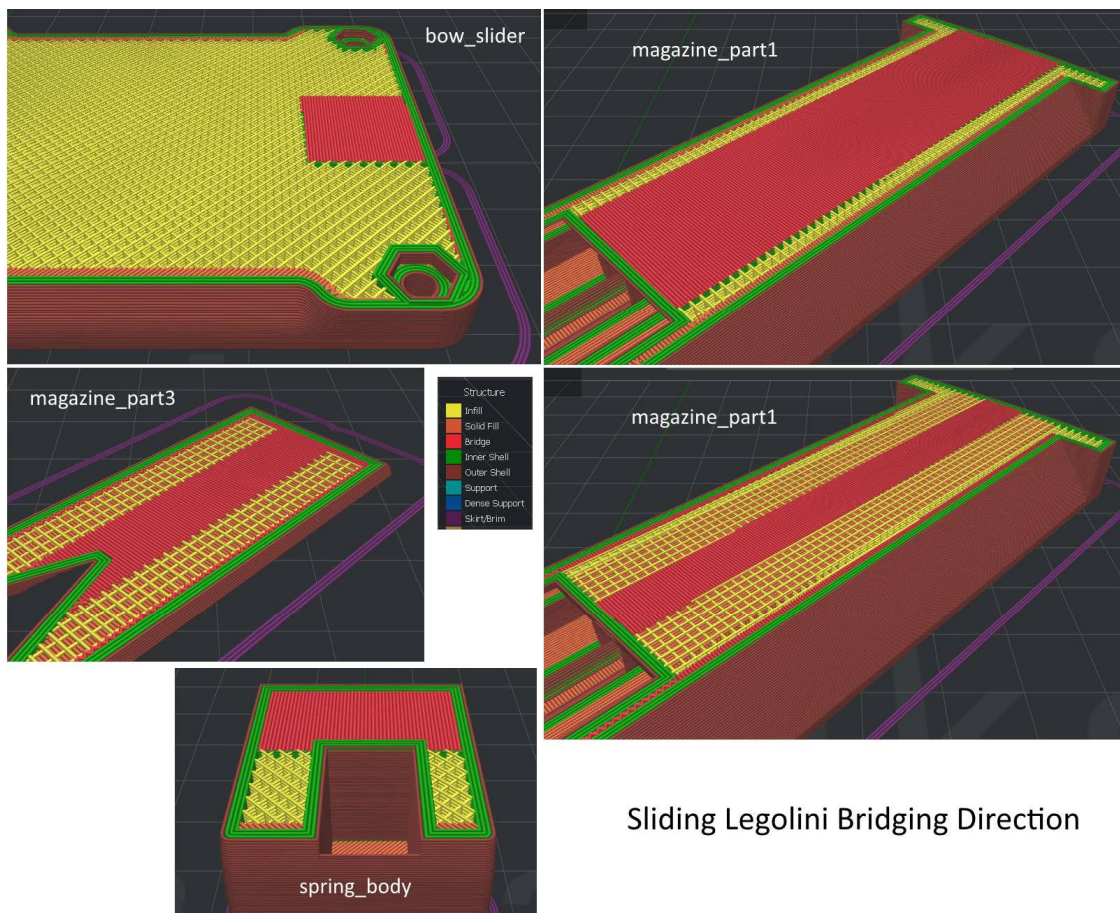 bow_slider
magazine_part1
magazine_part3
Structure
Infill
Solid Fill
Bridge
Inner Shell
Outer Shell
Support
Dense Support
Skirt/Brim
magazine_part1
spring_body
Sliding Legolini Bridging Direction